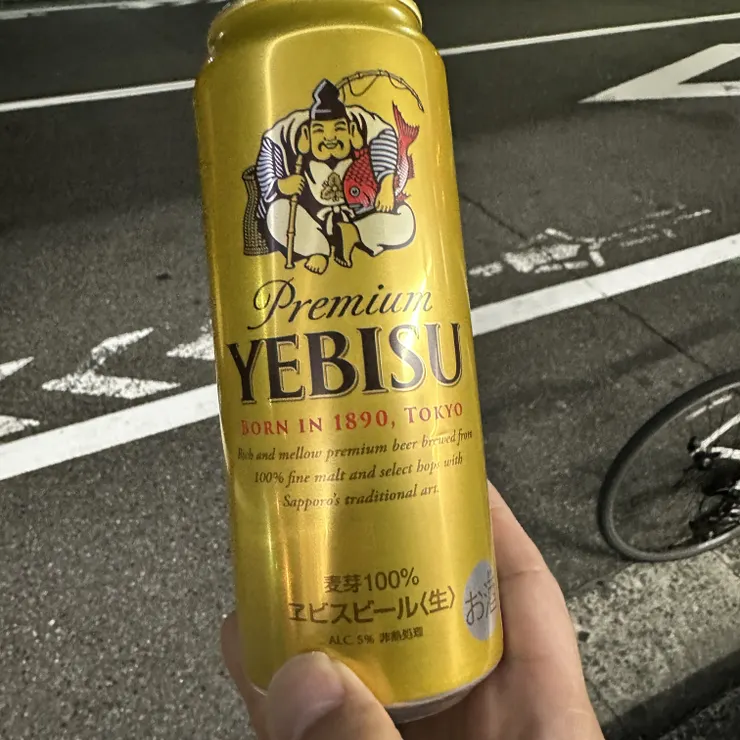 Premium
YEBISU
BORN IN 1890, TOKYO
Rich and mellow premium beer brewed from
100% fine malt and select hops with
Sapporo's traditional art.
麦芽100%
ヱビスビール〈生〉
お酒
ALC. 5% 非熱処理